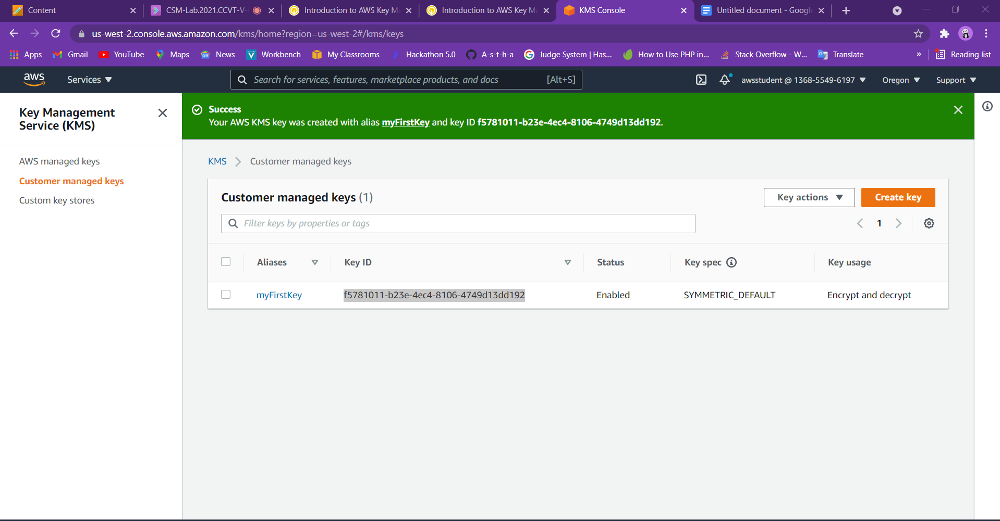 Content
CSM-Lab.2021.CCVT-V-
Introduction to AWS Key Ma
Introduction to AWS Key Ma
KMS Console
Untitled document - Google
us-west-2.console.aws.amazon.com/kms/home?region=us-west-2#/kms/keys
Apps
Gmail
YouTube
Maps
News
Workbench
My Classrooms
Hackathon 5.0
A-s-t-h-a
Judge System | Has...
How to Use PHP in...
Stack Overflow - W...
Translate
»
Reading list
aws
Services
Search for services, features, marketplace products, and docs
[Alt+S]
awsstudent @ 1368-5549-6197
Oregon
Support
Key Management
Service (KMS)
AWS managed keys
Customer managed keys
Custom key stores
Success
Your AWS KMS key was created with alias myFirstKey and key ID f5781011-b23e-4ec4-8106-4749d13dd192.
KMS
Customer managed keys
Customer managed keys (1)
Key actions
Create key
Filter keys by properties or tags
1
Aliases
Key ID
Status
Key spec
Key usage
myFirstKey
f5781011-b23e-4ec4-8106-4749d13dd192
Enabled
SYMMETRIC_DEFAULT
Encrypt and decrypt